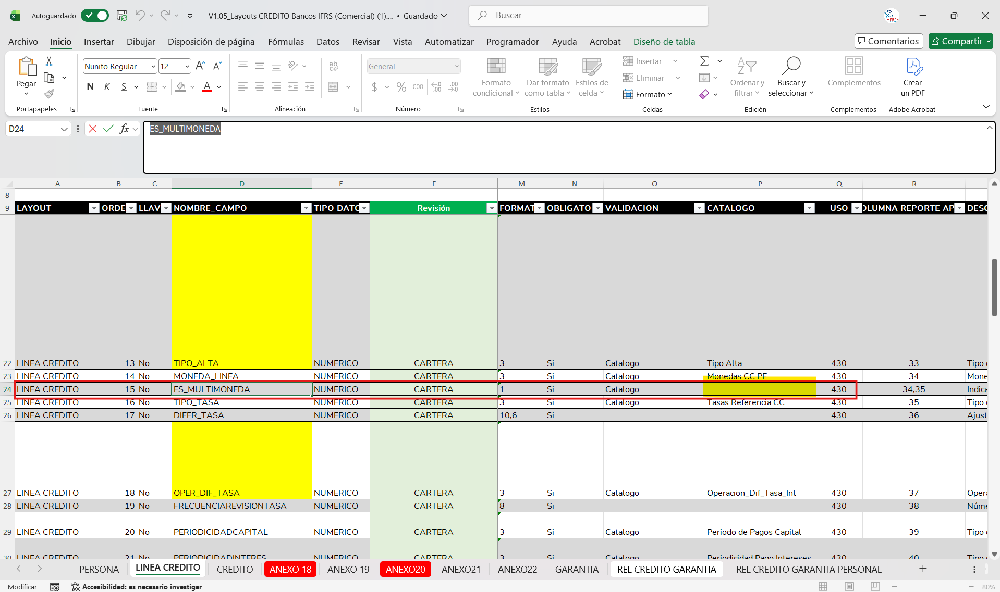 Autoguardado V1.05_Layouts CREDITO Bancos IFRS (Comercial) (1).... • Guardado Buscar
Archivo Inicio Insertar Dibujar Disposición de página Fórmulas Datos Revisar Vista Automatizar Programador Ayuda Acrobat Diseño de tabla Comentarios Compartir
Pegar
Portapapeles
Nunito Regular 12
N K S A
Fuente
Alineación
General
$ % 000
Número
Formato condicional
Dar formato como tabla
Estilos de celda
Estilos
Insertar
Eliminar
Formato
Celdas
Ordenar y filtrar
Buscar y seleccionar
Edición
Complementos
Complementos
Crear un PDF
Adobe Acrobat
D24 fx ES_MULTIMONEDA
A B C D E F M N O P Q R
8
9 LAYOUT ORDE LLAV NOMBRE_CAMPO TIPO DATO Revisión FORMAT OBLIGATO VALIDACION CATALOGO USO OLUMNA REPORTE AP DESC
22 LINEA CREDITO 13 No TIPO_ALTA NUMERICO CARTERA 3 Si Catalogo Tipo Alta 430 33 Tipo
23 LINEA CREDITO 14 No MONEDA_LINEA NUMERICO CARTERA 3 Si Catalogo Monedas CC PE 430 34 Mone
24 LINEA CREDITO 15 No ES_MULTIMONEDA NUMERICO CARTERA 1 Si Catalogo 430 34,35 Indica
25 LINEA CREDITO 16 No TIPO_TASA NUMERICO CARTERA 3 Si Catalogo Tasas Referencia CC 430 35 Tipo
26 LINEA CREDITO 17 No DIFER_TASA NUMERICO CARTERA 10,6 Si 430 36 Ajust
27 LINEA CREDITO 18 No OPER_DIF_TASA NUMERICO CARTERA 3 Si Catalogo Operacion_Dif_Tasa_Int 430 37 Opera
28 LINEA CREDITO 19 No FRECUENCIAREVISIONTASA NUMERICO CARTERA 8 Si 430 38 Núme
29 LINEA CREDITO 20 No PERIODICIDADCAPITAL NUMERICO CARTERA 3 Si Catalogo Periodo de Pagos Capital 430 39 Tipo
30 LINEA CREDITO 21 No PERIODICIDADINTERES NUMERICO CARTERA 3 Si Catalogo Periodicidad Pago Intereses 430 40 Tipo
PERSONA LINEA CREDITO CREDITO ANEXO 18 ANEXO 19 ANEXO20 ANEXO21 ANEXO22 GARANTIA REL CREDITO GARANTIA REL CREDITO GARANTIA PERSONAL
Modificar Accesibilidad: es necesario investigar 80%